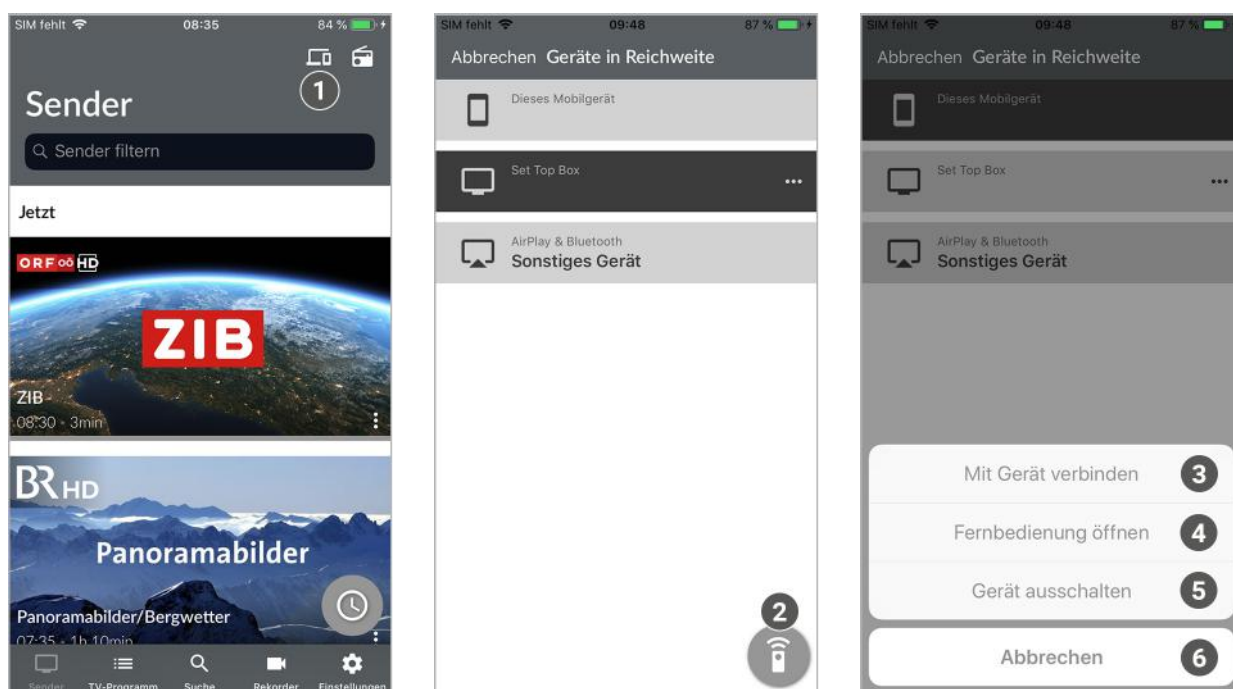 SIM fehlt 08:35 84 %
1
Sender
Sender filtern
Jetzt
ORF oö HD
ZIB
ZIB
08:30 - 3min
BR HD
Panoramabilder
Panoramabilder/Bergwetter
07:35 - 1h 10min
Sender TV-Programm Suche Rekorder Einstellungen
SIM fehlt 09:48 87 %
Abbrechen Geräte in Reichweite
Dieses Mobilgerät
Set Top Box
AirPlay & Bluetooth
Sonstiges Gerät
2
SIM fehlt 09:48 87 %
Abbrechen Geräte in Reichweite
Dieses Mobilgerät
Set Top Box
AirPlay & Bluetooth
Sonstiges Gerät
Mit Gerät verbinden 3
Fernbedienung öffnen 4
Gerät ausschalten 5
Abbrechen 6